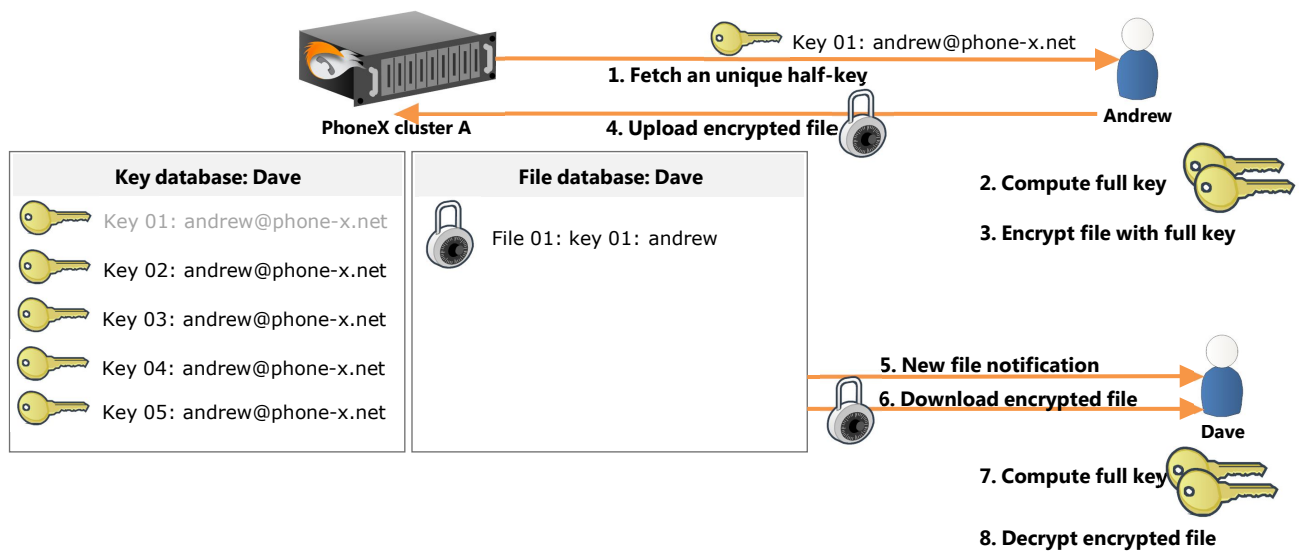 Key 01: andrew@phone-x.net
1. Fetch an unique half-key
PhoneX cluster A
4. Upload encrypted file
Andrew
Key database: Dave
Key 01: andrew@phone-x.net
Key 02: andrew@phone-x.net
Key 03: andrew@phone-x.net
Key 04: andrew@phone-x.net
Key 05: andrew@phone-x.net
File database: Dave
File 01: key 01: andrew
2. Compute full key
3. Encrypt file with full key
5. New file notification
6. Download encrypted file
Dave
7. Compute full key
8. Decrypt encrypted file